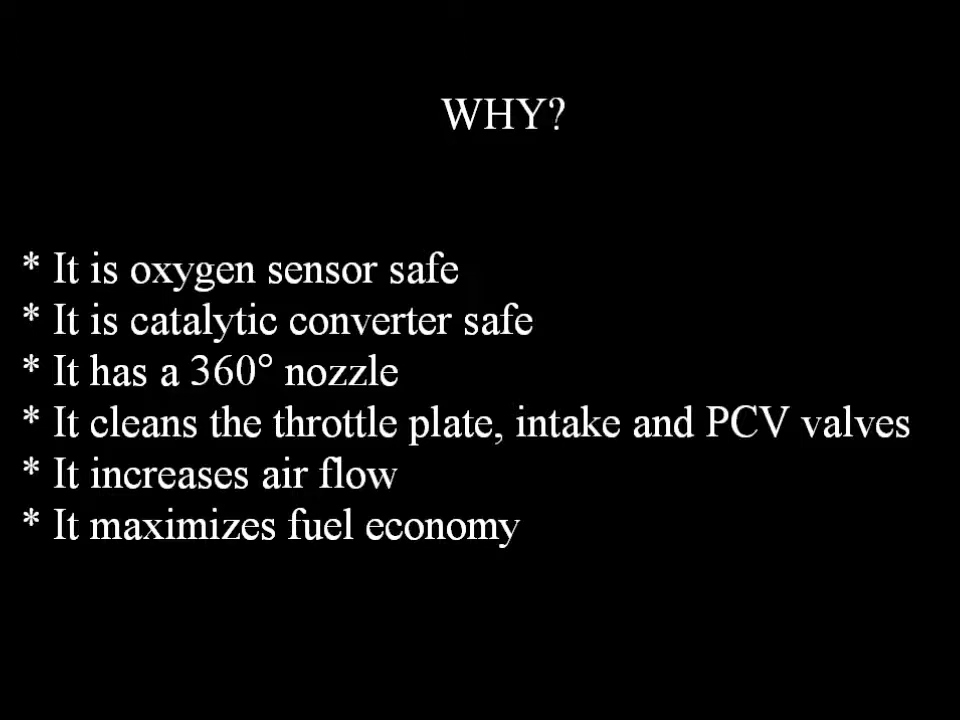 WHY?
* It is oxygen sensor safe
* It is catalytic converter safe
* It has a 360° nozzle
* It cleans the throttle plate, intake and PCV valves
* It increases air flow
* It maximizes fuel economy